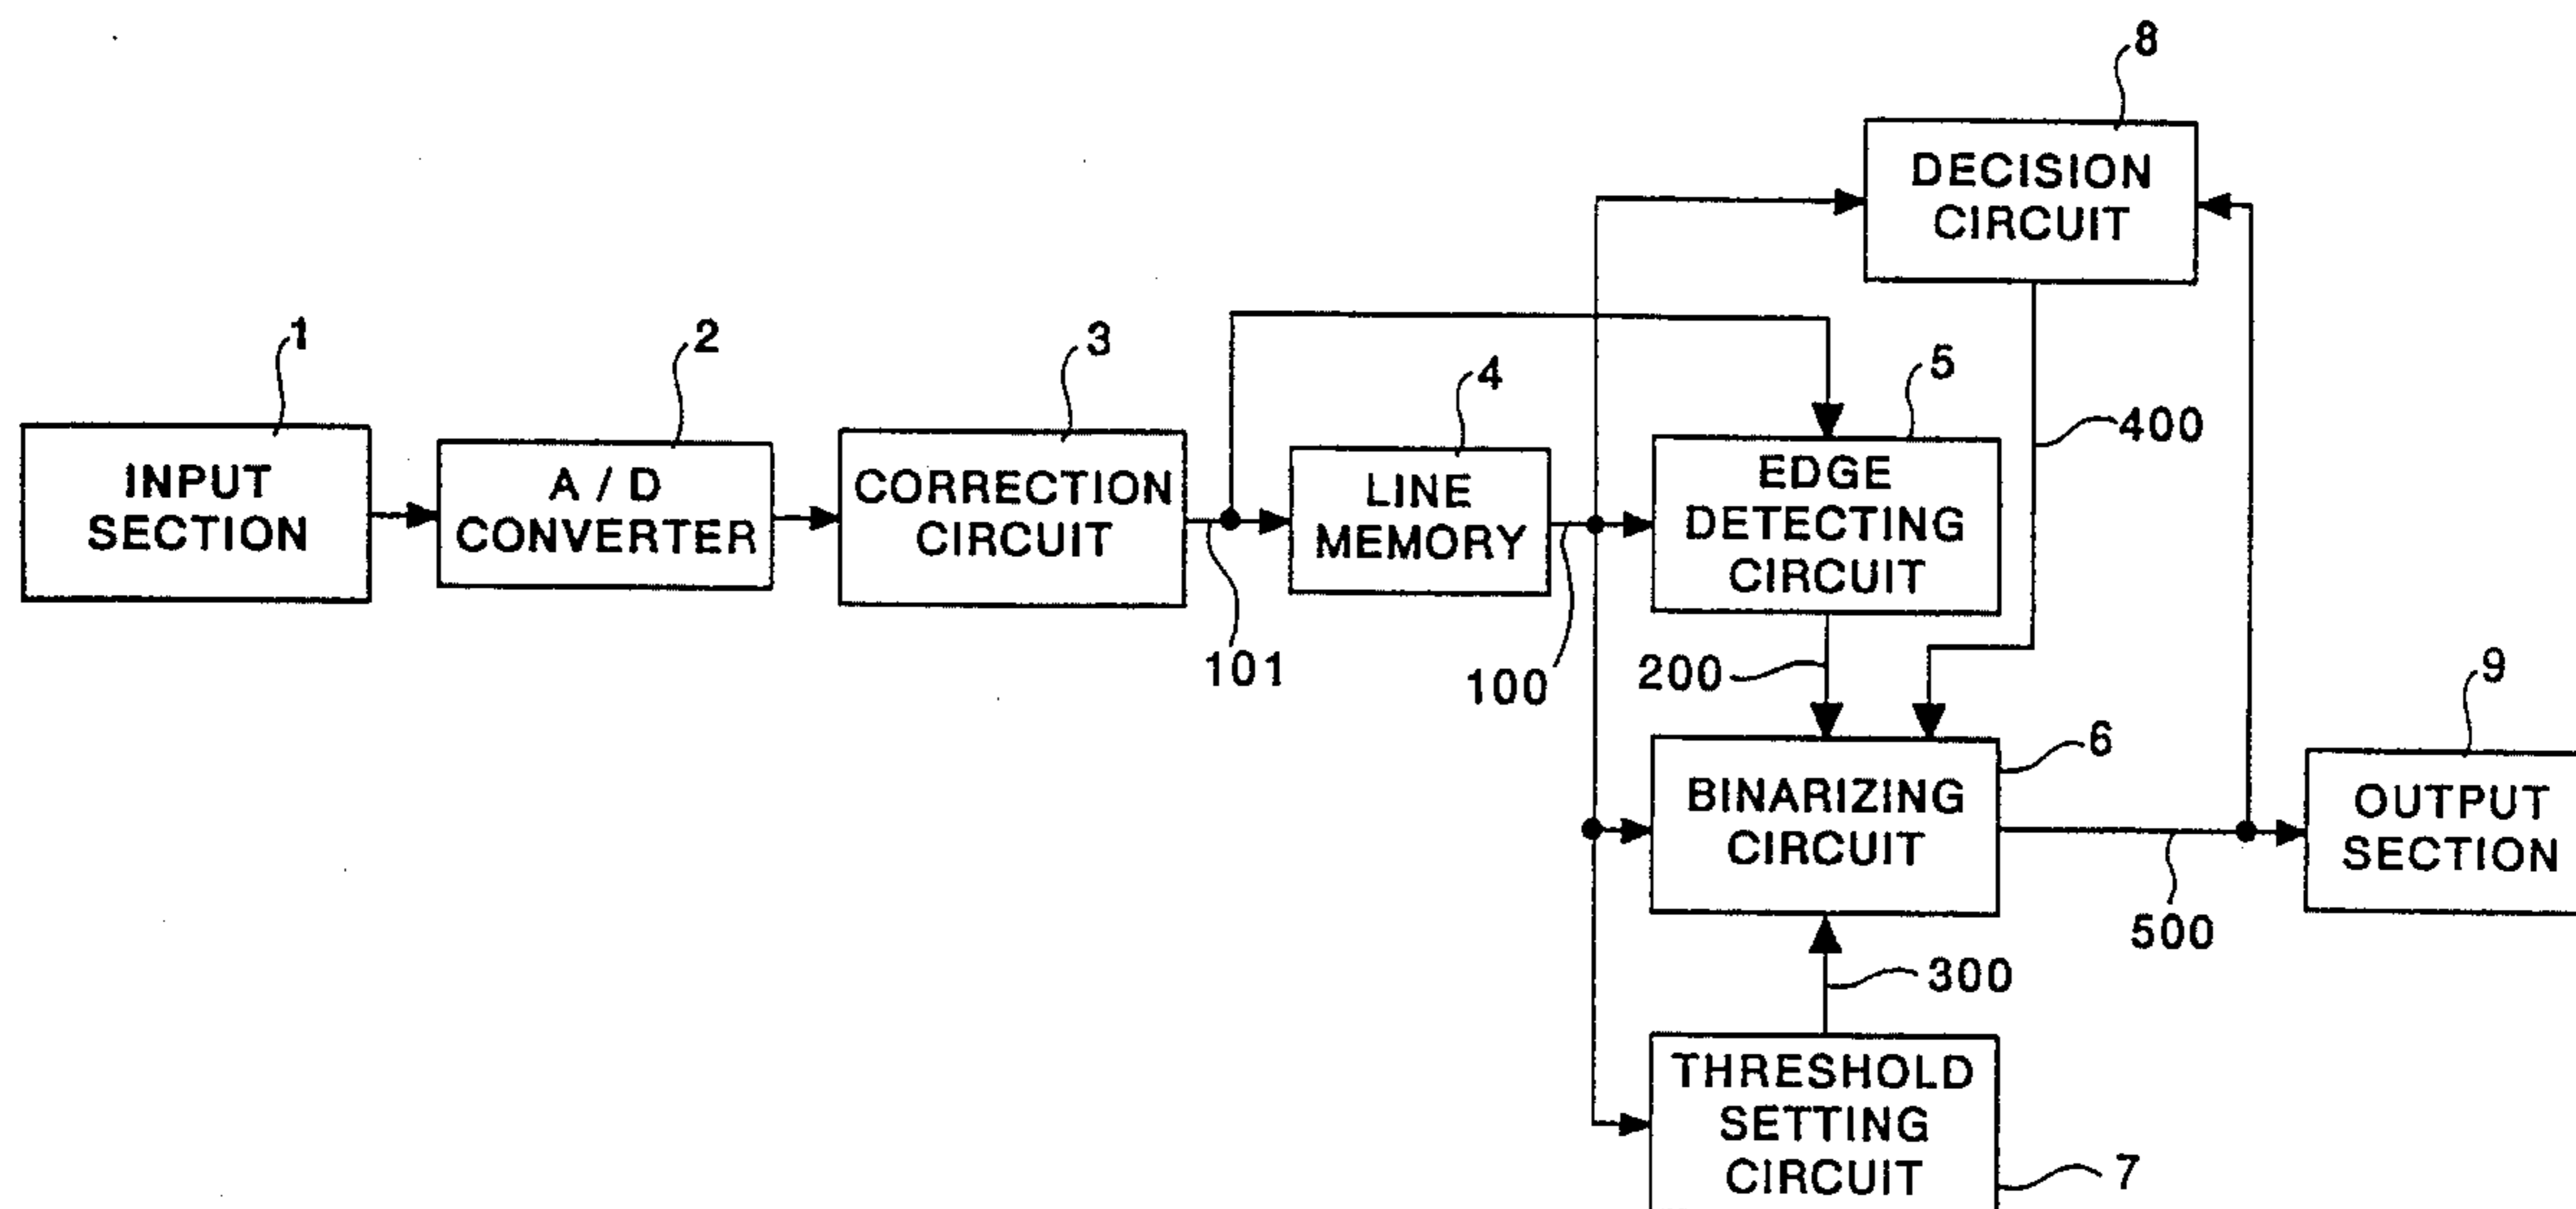 8
DECISION
CIRCUIT
1
2
3
4
5
400
INPUT
SECTION
A / D
CONVERTER
CORRECTION
CIRCUIT
LINE
MEMORY
EDGE
DETECTING
CIRCUIT
101
100
200
9
6
BINARIZING
CIRCUIT
OUTPUT
SECTION
500
300
THRESHOLD
SETTING
CIRCUIT
7